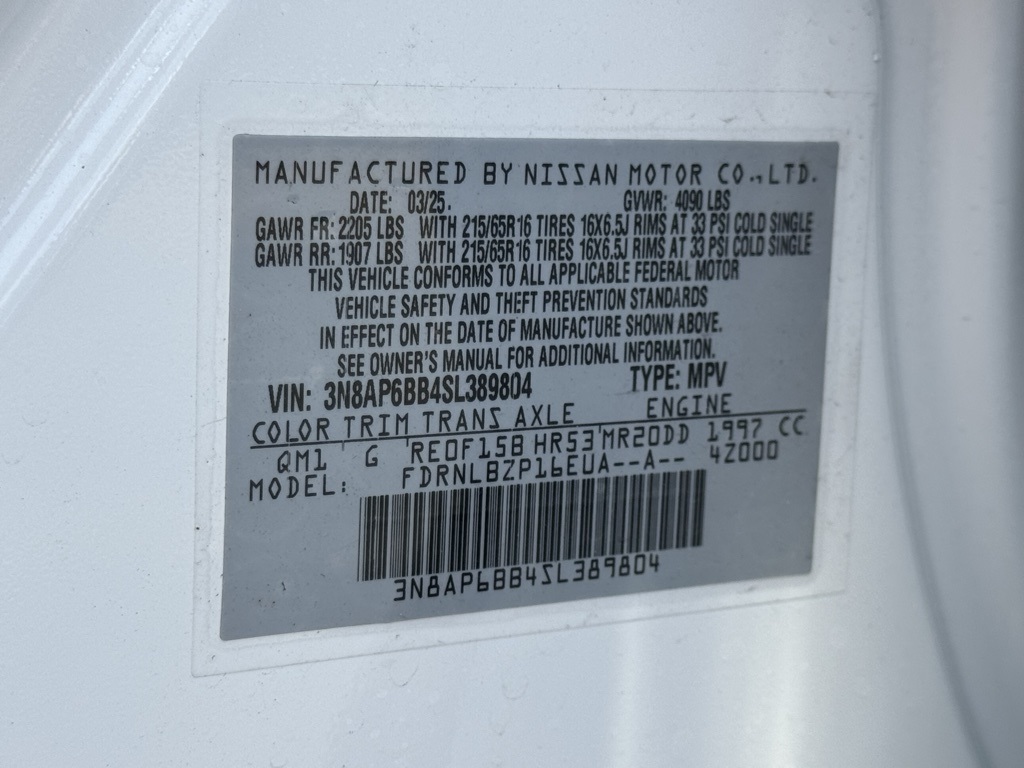 MANUFACTURED BY NISSAN MOTOR CO.,LTD.
DATE: 03/25. GVWR: 4090 LBS
GAWR FR: 2205 LBS WITH 215/65R16 TIRES 16X6.5J RIMS AT 33 PSI COLD SINGLE
GAWR RR: 1907 LBS WITH 215/65R16 TIRES 16X6.5J RIMS AT 33 PSI COLD SINGLE
THIS VEHICLE CONFORMS TO ALL APPLICABLE FEDERAL MOTOR
VEHICLE SAFETY AND THEFT PREVENTION STANDARDS
IN EFFECT ON THE DATE OF MANUFACTURE SHOWN ABOVE.
SEE OWNER'S MANUAL FOR ADDITIONAL INFORMATION.
VIN: 3N8AP6BB4SL389804 TYPE: MPV
COLOR TRIM TRANS AXLE ENGINE
QM1 G 'RE0F15B HR53'MR20DD 1997 CC
MODEL: FDRNLBZP16EUA--A-- 42000
3N8AP6BB4SL389804